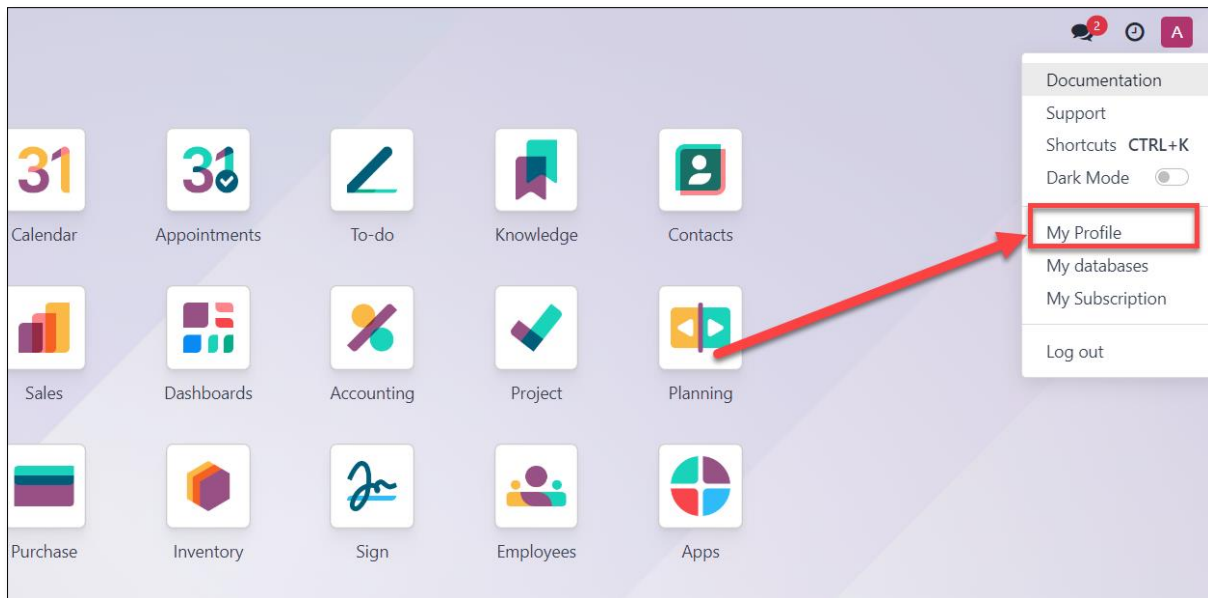 2
A
Documentation
Support
Shortcuts CTRL+K
Dark Mode
My Profile
My databases
My Subscription
Log out
31
31
Calendar
Appointments
To-do
Knowledge
Contacts
Sales
Dashboards
Accounting
Project
Planning
Purchase
Inventory
Sign
Employees
Apps